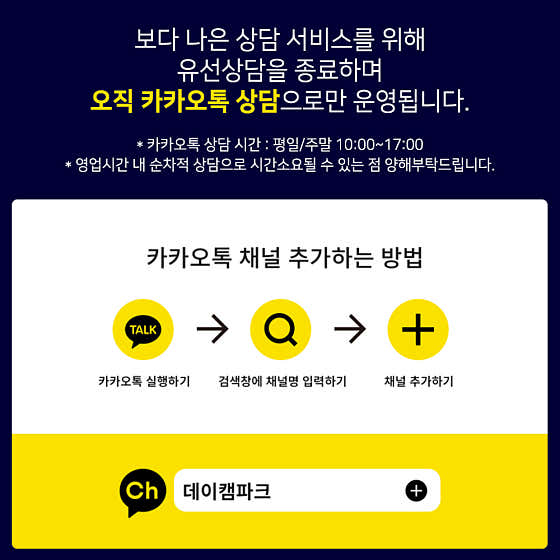 보다 나은 상담 서비스를 위해
유선상담을 종료하며
오직 카카오톡 상담으로만 운영됩니다.
* 카카오톡 상담 시간 : 평일/주말 10:00~17:00
* 영업시간 내 순차적 상담으로 시간소요될 수 있는 점 양해부탁드립니다.
카카오톡 채널 추가하는 방법
TALK
카카오톡 실행하기
검색창에 채널명 입력하기
채널 추가하기
Ch 데이캠파크